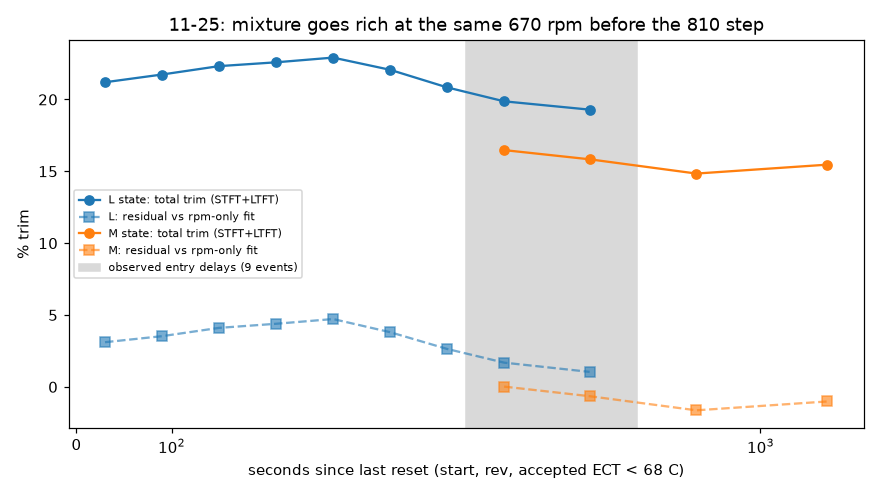 11-25: mixture goes rich at the same 670 rpm before the 810 step
% trim
20
15
10
5
0
L state: total trim (STFT+LTFT)
L: residual vs rpm-only fit
M state: total trim (STFT+LTFT)
M: residual vs rpm-only fit
observed entry delays (9 events)
0
10²
10³
seconds since last reset (start, rev, accepted ECT < 68 C)